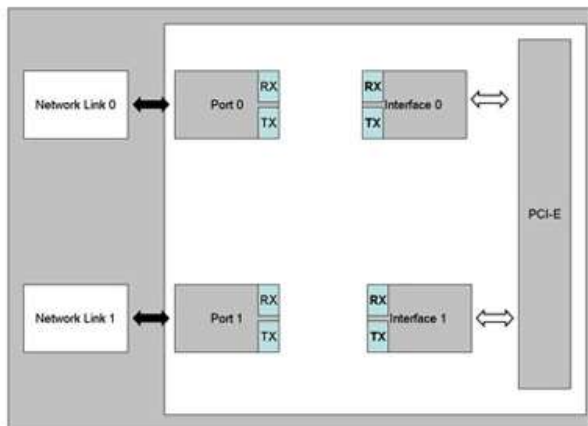 Network Link 0
Port 0
RX
TX
RX
TX
Interface 0
PCI-E
Network Link 1
Port 1
RX
TX
RX
TX
Interface 1